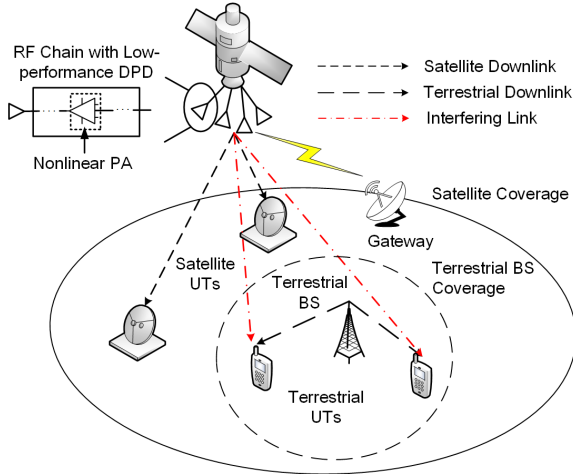 RF Chain with Low-
performance DPD
Nonlinear PA
Satellite Downlink
Terrestrial Downlink
Interfering Link
Satellite Coverage
Gateway
Terrestrial BS
Coverage
Satellite
UTs
Terrestrial
BS
Terrestrial
UTs